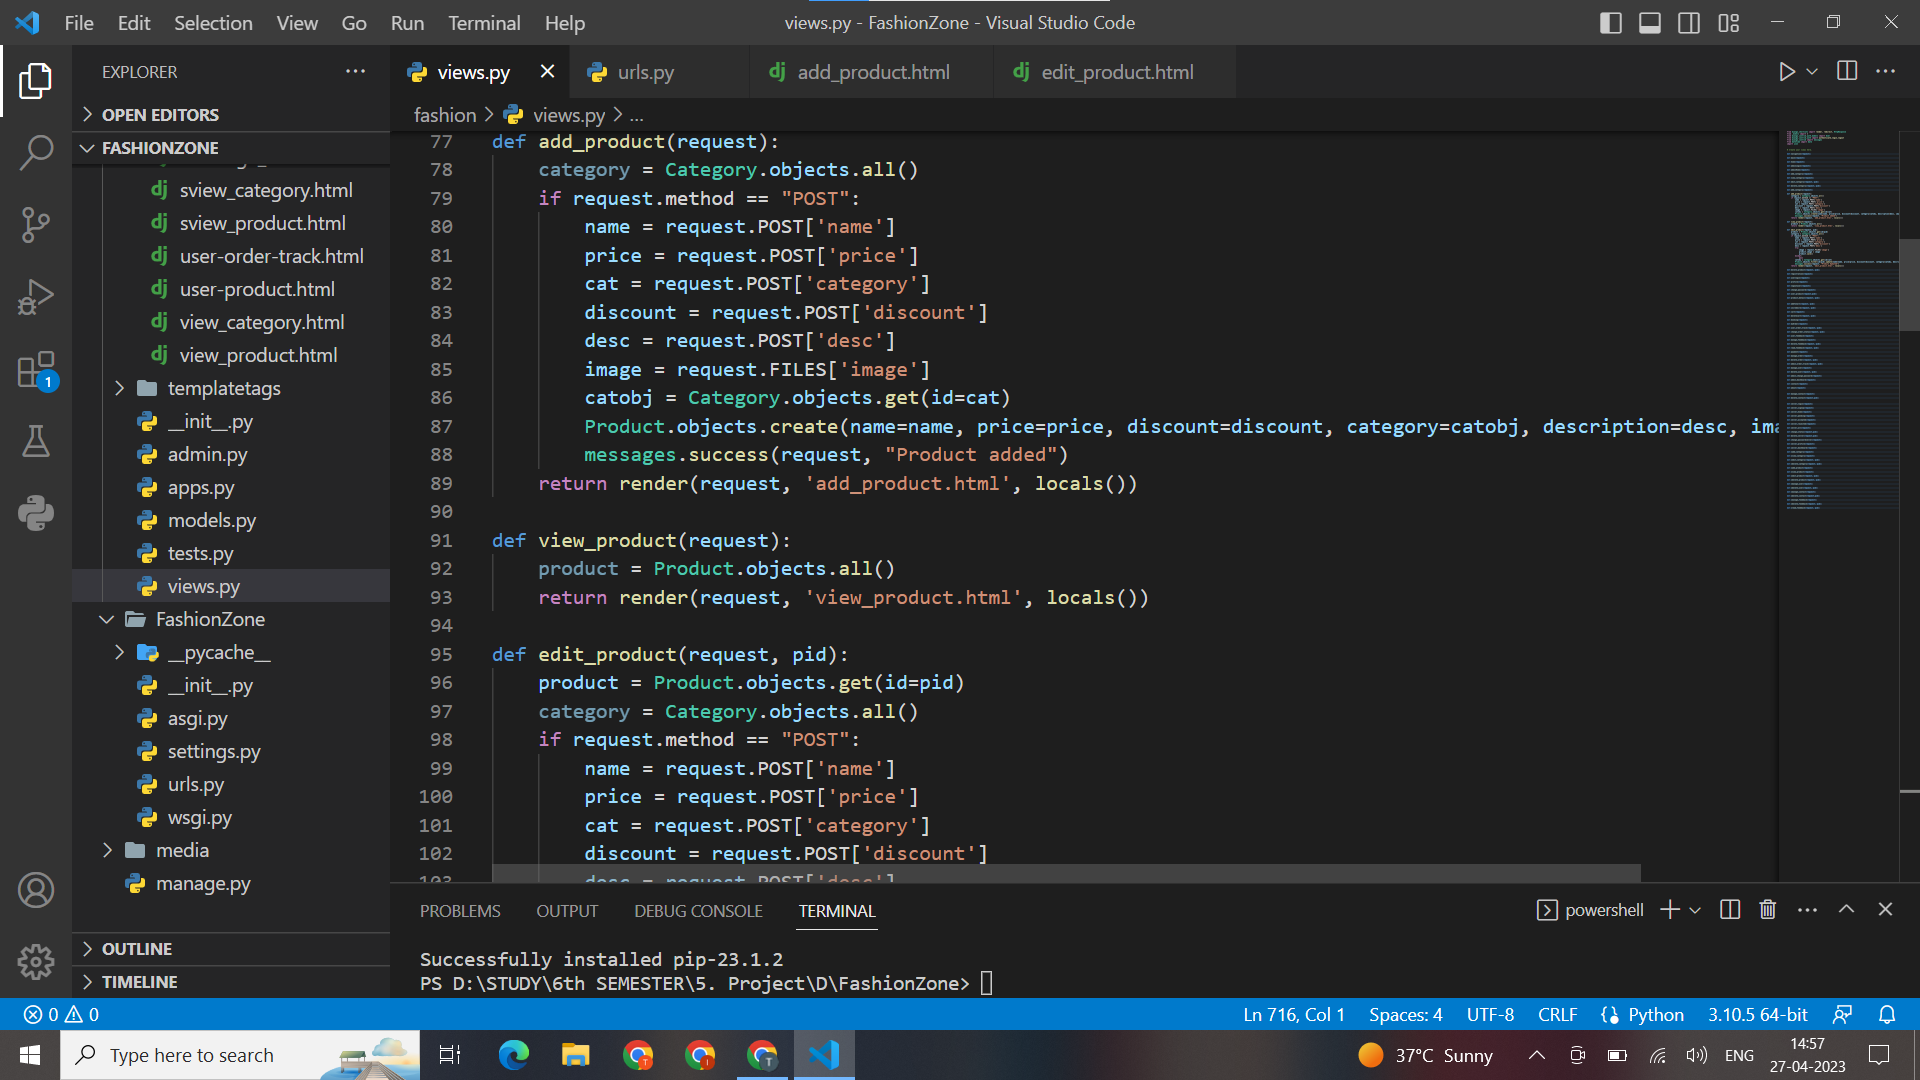 File Edit Selection View Go Run Terminal Help
views.py - FashionZone - Visual Studio Code
EXPLORER
OPEN EDITORS
FASHIONZONE
sview_category.html
sview_product.html
user-order-track.html
user-product.html
view_category.html
view_product.html
templatetags
__init__.py
admin.py
apps.py
models.py
tests.py
views.py
FashionZone
__pycache__
__init__.py
asgi.py
settings.py
urls.py
wsgi.py
media
manage.py
OUTLINE
TIMELINE
1
views.py urls.py add_product.html edit_product.html
fashion > views.py > ...
77 def add_product(request):
78     category = Category.objects.all()
79     if request.method == "POST":
80         name = request.POST['name']
81         price = request.POST['price']
82         cat = request.POST['category']
83         discount = request.POST['discount']
84         desc = request.POST['desc']
85         image = request.FILES['image']
86         catobj = Category.objects.get(id=cat)
87         Product.objects.create(name=name, price=price, discount=discount, category=catobj, description=desc, ima
88         messages.success(request, "Product added")
89     return render(request, 'add_product.html', locals())
90
91 def view_product(request):
92     product = Product.objects.all()
93     return render(request, 'view_product.html', locals())
94
95 def edit_product(request, pid):
96     product = Product.objects.get(id=pid)
97     category = Category.objects.all()
98     if request.method == "POST":
99         name = request.POST['name']
100         price = request.POST['price']
101         cat = request.POST['category']
102         discount = request.POST['discount']
103         desc = request.POST['desc']
PROBLEMS OUTPUT DEBUG CONSOLE TERMINAL
powershell
Successfully installed pip-23.1.2
PS D:\STUDY\6th SEMESTER\5. Project\D\FashionZone>
0 0
Ln 716, Col 1 Spaces: 4 UTF-8 CRLF Python 3.10.5 64-bit
Type here to search
37°C Sunny
ENG
14:57
27-04-2023